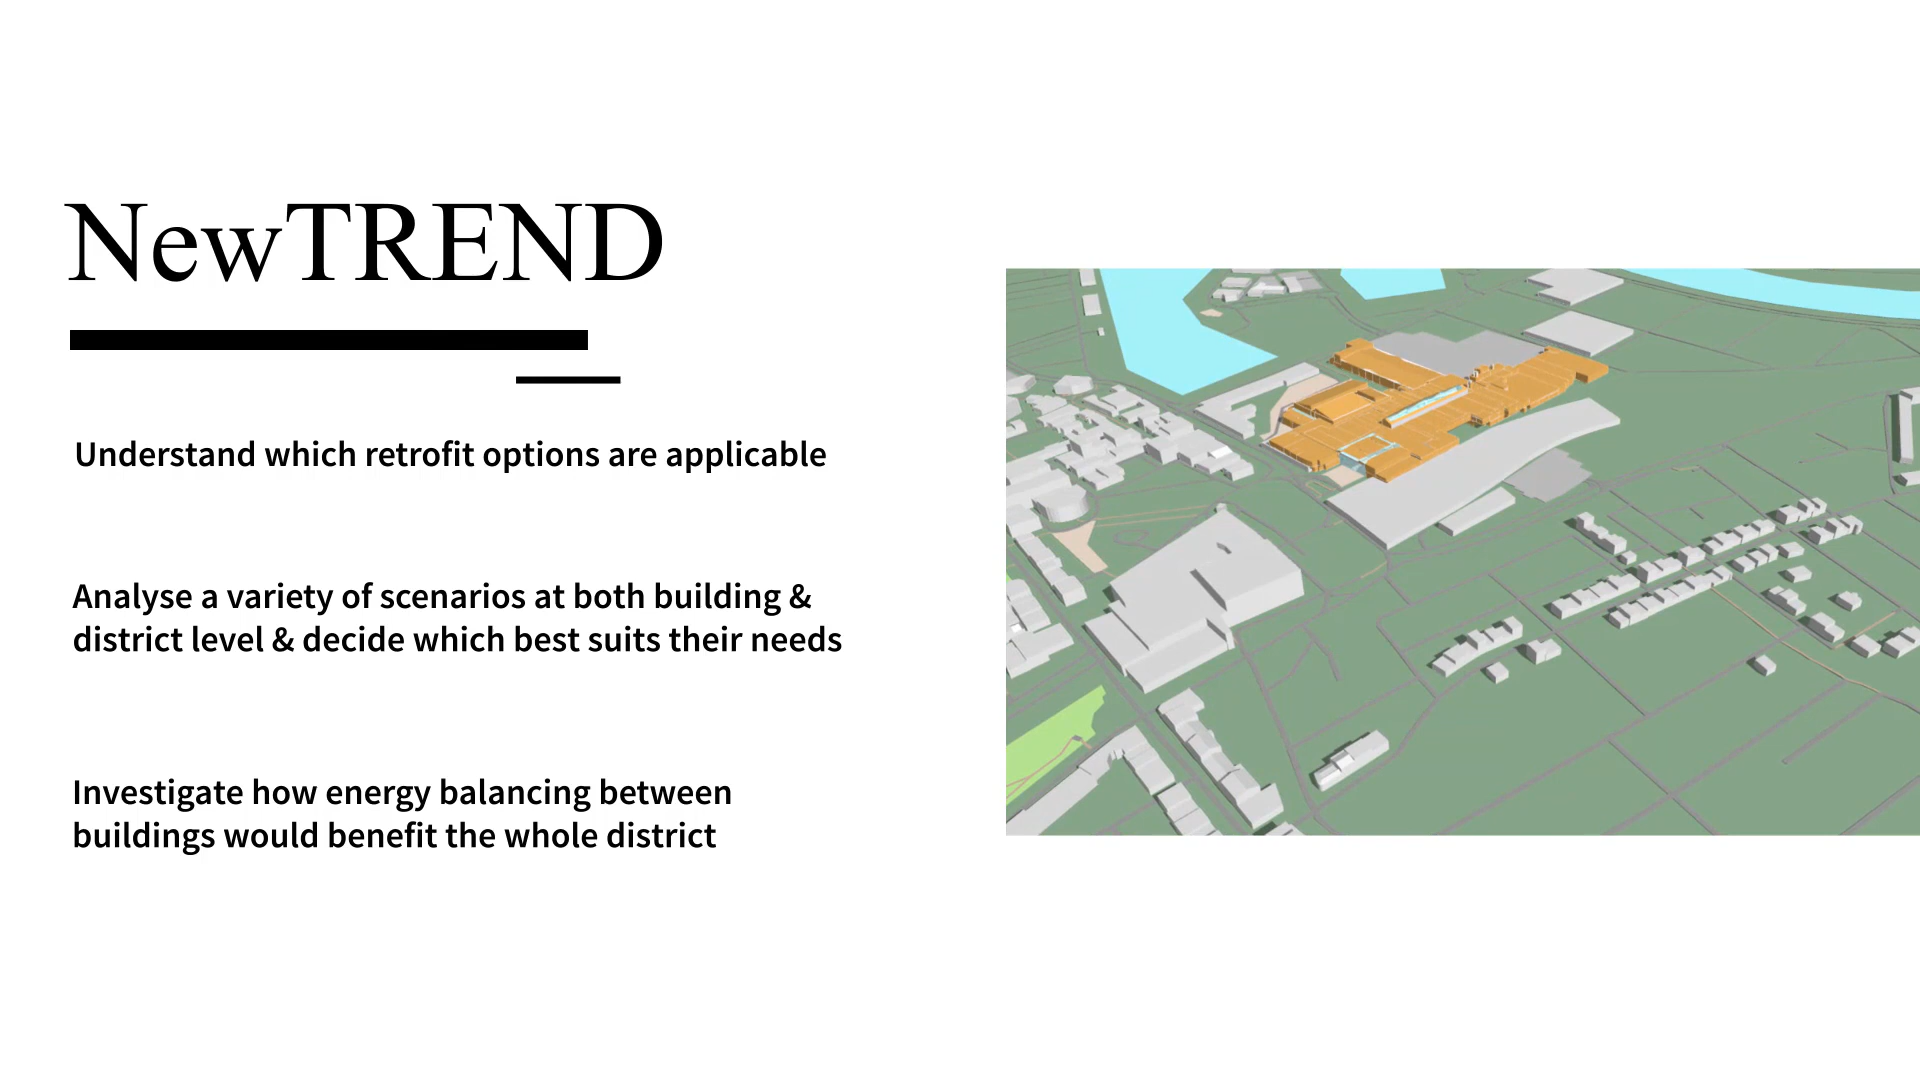 NewTREND
Understand which retrofit options are applicable
Analyse a variety of scenarios at both building &
district level & decide which best suits their needs
Investigate how energy balancing between
buildings would benefit the whole district